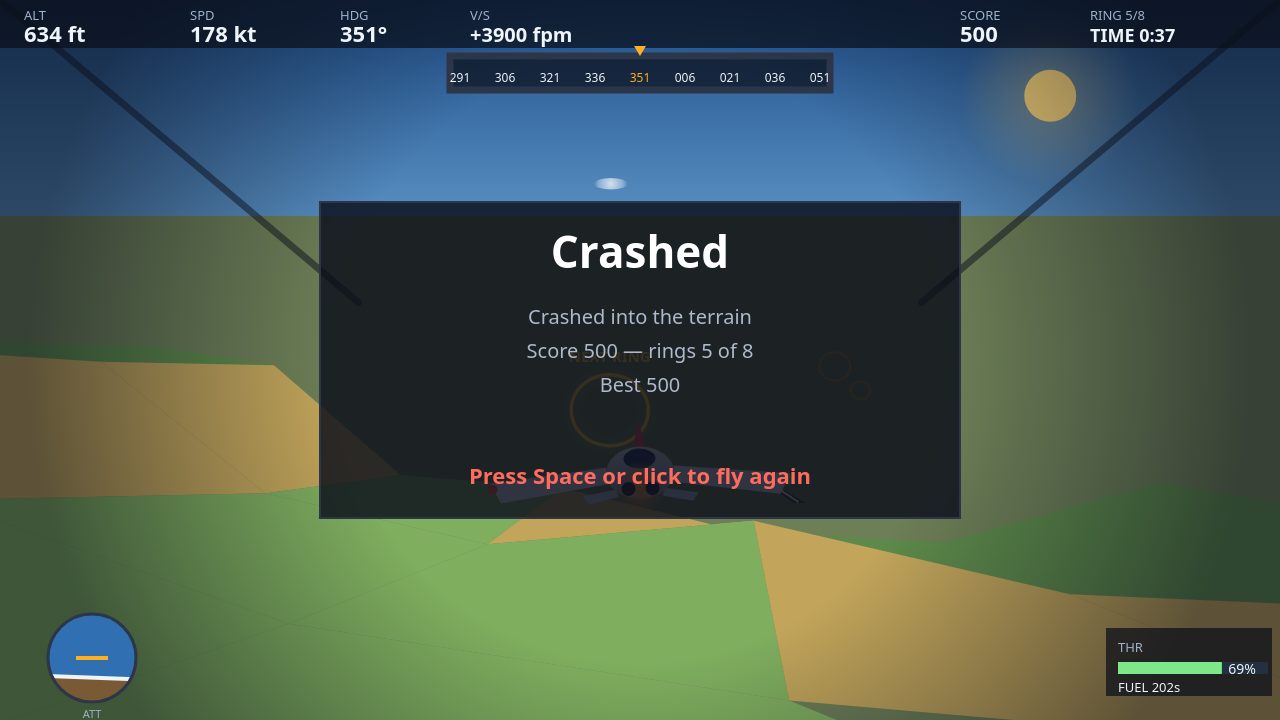 ALT
634 ft
SPD
178 kt
HDG
351°
V/S
+3900 fpm
SCORE
500
RING 5/8
TIME 0:37
291 306 321 336 351 006 021 036 051
Crashed
Crashed into the terrain
Score 500 — rings 5 of 8
Best 500
Press Space or click to fly again
THR
69%
FUEL 202s
ATT